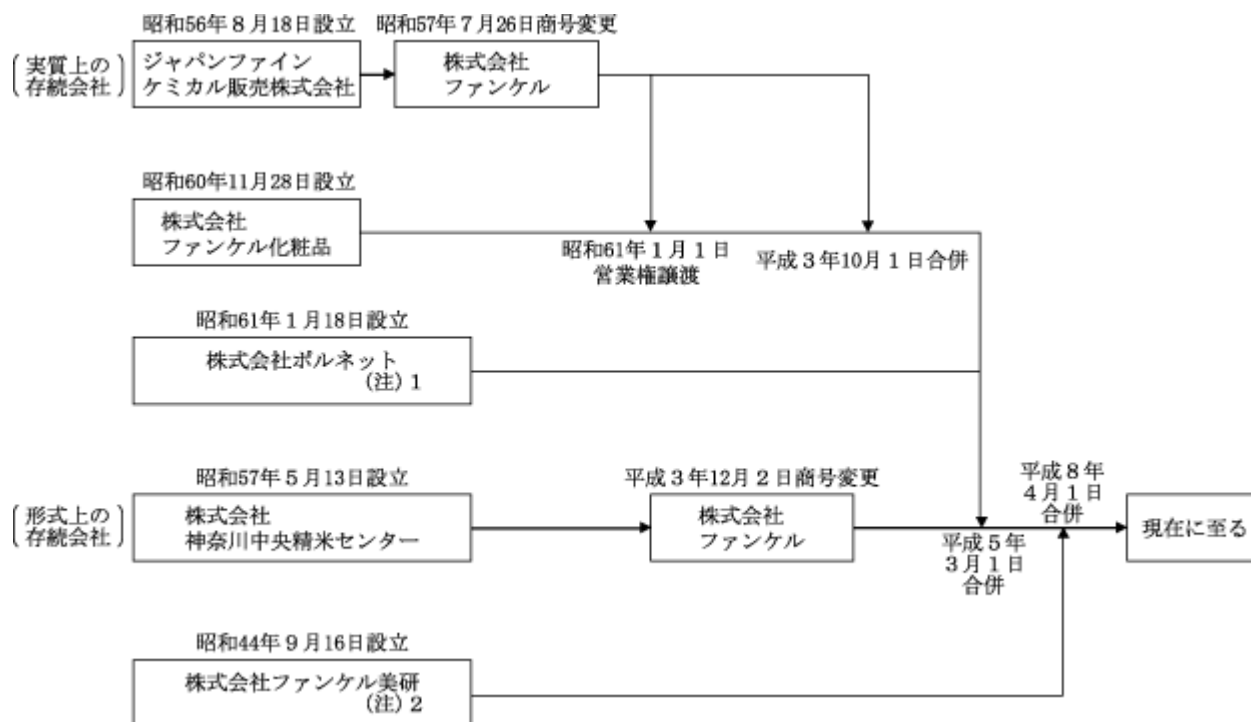 昭和56年8月18日設立
昭和57年7月26日商号変更
実質上の
存続会社
ジャパンファイン
ケミカル販売株式会社
株式会社
ファンケル
昭和60年11月28日設立
株式会社
ファンケル化粧品
昭和61年1月1日
営業権譲渡
平成3年10月1日合併
昭和61年1月18日設立
株式会社ポルネット
(注) 1
昭和57年5月13日設立
平成3年12月2日商号変更
平成8年
4月1日
合併
形式上の
存続会社
株式会社
神奈川中央精米センター
株式会社
ファンケル
現在に至る
平成5年
3月1日
合併
昭和44年9月16日設立
株式会社ファンケル美研
(注) 2